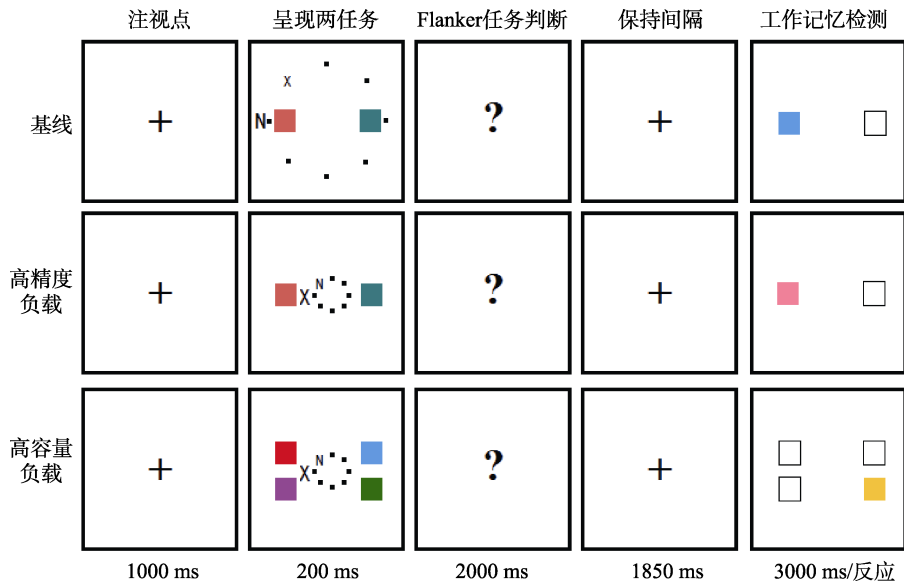 注视点 呈现两任务 Flanker任务判断 保持间隔 工作记忆检测
基线
+
X
N
?
+
高精度
负载
+
N
X
?
+
高容量
负载
+
N
X
?
+
1000 ms 200 ms 2000 ms 1850 ms 3000 ms/反应